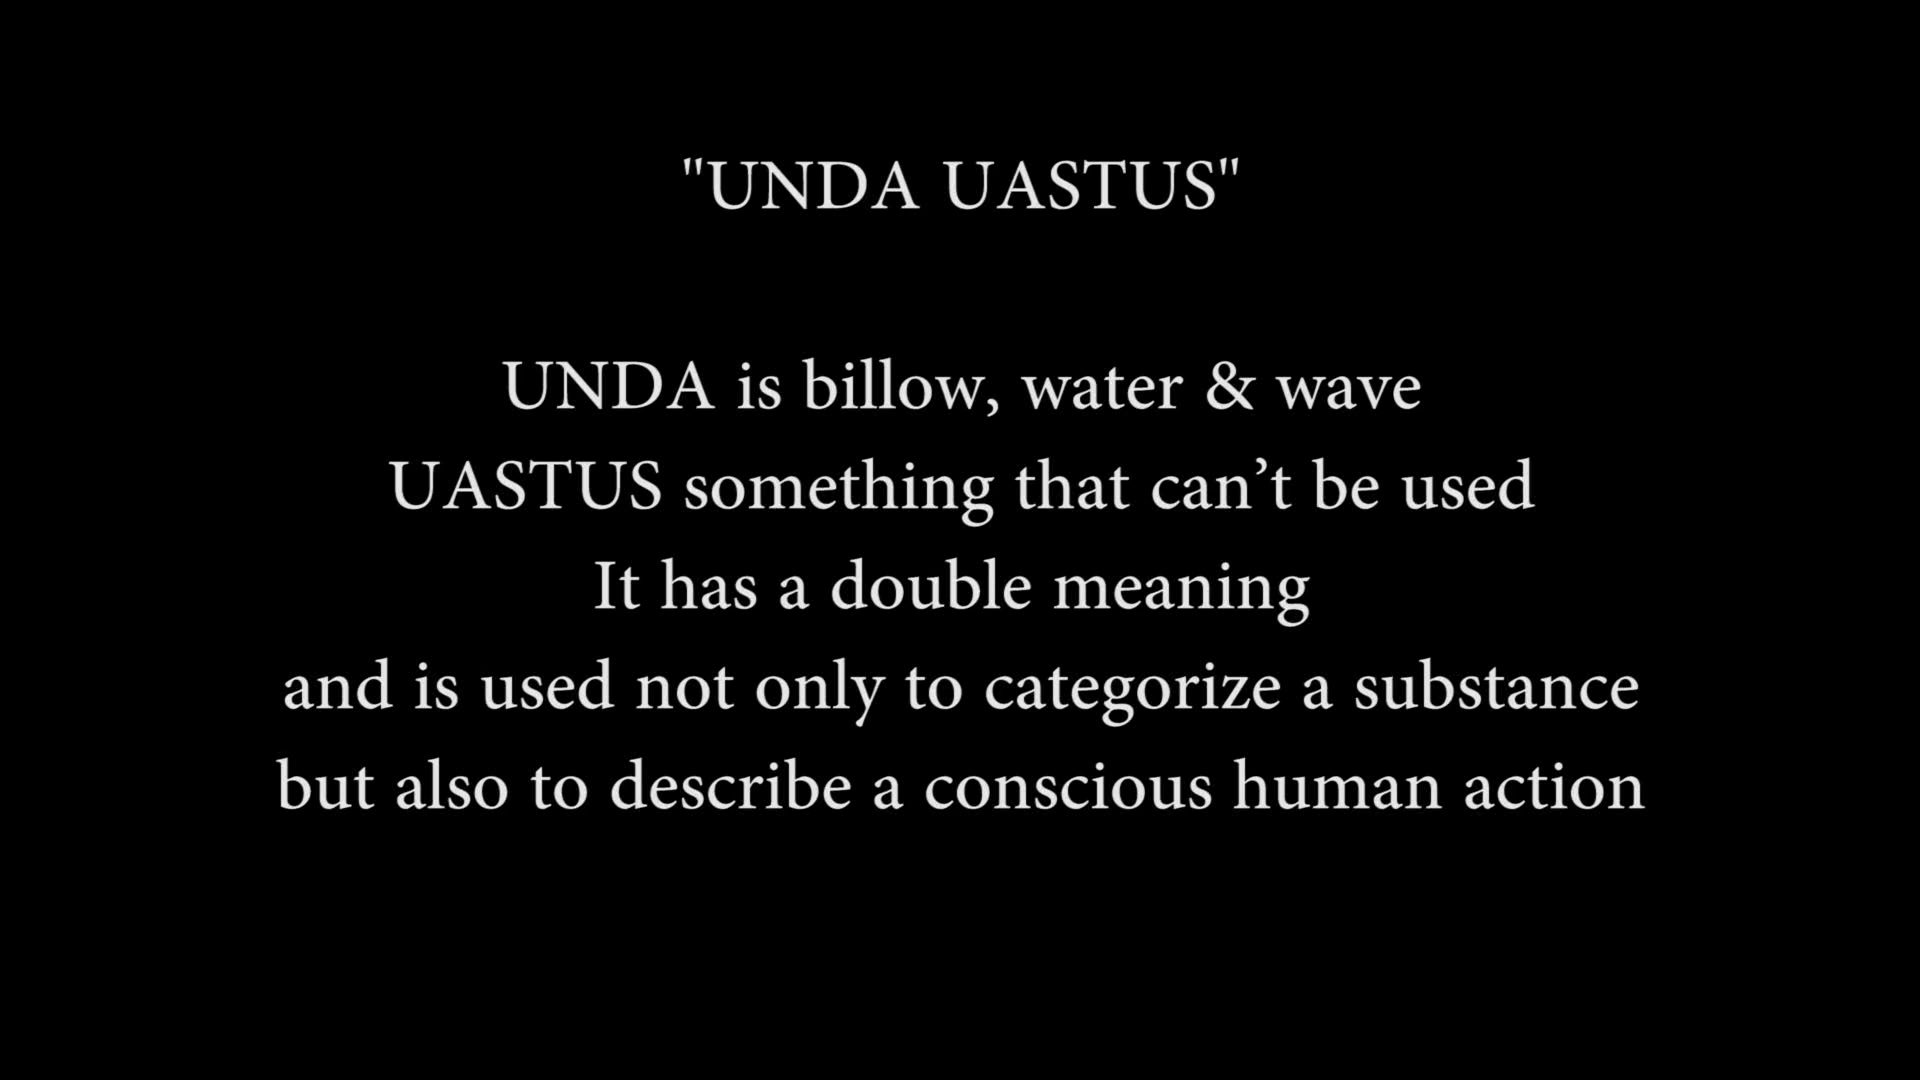 "UNDA UASTUS"
UNDA is billow, water & wave
UASTUS something that can’t be used
It has a double meaning
and is used not only to categorize a substance
but also to describe a conscious human action